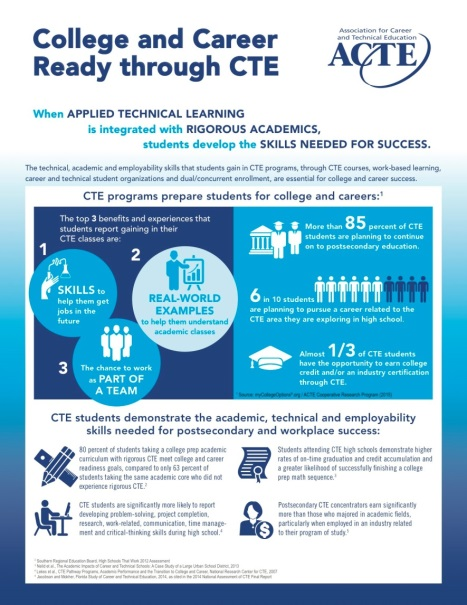 College and Career
Ready through CTE
Association for Career
and Technical Education
ACTE
When APPLIED TECHNICAL LEARNING
is integrated with RIGOROUS ACADEMICS,
students develop the SKILLS NEEDED FOR SUCCESS.
The technical, academic and employability skills that students gain in CTE programs, through CTE courses, work-based learning,
career and technical student organizations and dual/concurrent enrollment, are essential for college and career success.
CTE programs prepare students for college and careers:¹
The top 3 benefits and experiences that
students report gaining in their
CTE classes are:
1
SKILLS to
help them get
jobs in the
future
2
REAL-WORLD
EXAMPLES
to help them understand
academic classes
3
The chance to work
as PART OF
A TEAM
More than 85 percent of CTE
students are planning to continue
on to postsecondary education.
6 in 10 students
are planning to pursue a career related to the
CTE area they are exploring in high school.
Almost 1/3 of CTE students
have the opportunity to earn college
credit and/or an industry certification
through CTE.
Source: myCollegeOptions® ACTE Cooperative Research Program
CTE students demonstrate the academic, technical and employability
skills needed for postsecondary and workplace success:
80 percent of students taking a college prep academic
curriculum with rigorous CTE meet college and career
readiness goals, compared to only 63 percent of
students taking the same academic core who did not
experience rigorous CTE.
Students attending CTE high schools demonstrate higher
rates of on-time graduation and credit accumulation and
a greater likelihood of successfully finishing a college
prep math sequence.
CTE students are significantly more likely to report
developing problem-solving, project completion,
research, work-related, communication, time manage-
ment and critical-thinking skills during high school.
Postsecondary CTE concentrators earn significantly
more than those who majored in academic fields,
particularly when employed in an industry related
to their program of study.
Southern Regional Education Board, High Schools That Work 2012 Assessment
The Academic Impacts of Career and Technical Schools: A Case Study of a Large Urban School District, 2013
CTE Pathway Programs, Academic Performance and the Transition to College and Career, National Research Center for CTE, 2007
Jacobson and Mokher, Florida Study of Career and Technical Education, 2014, as cited in the 2014 National Assessment of CTE Final Report